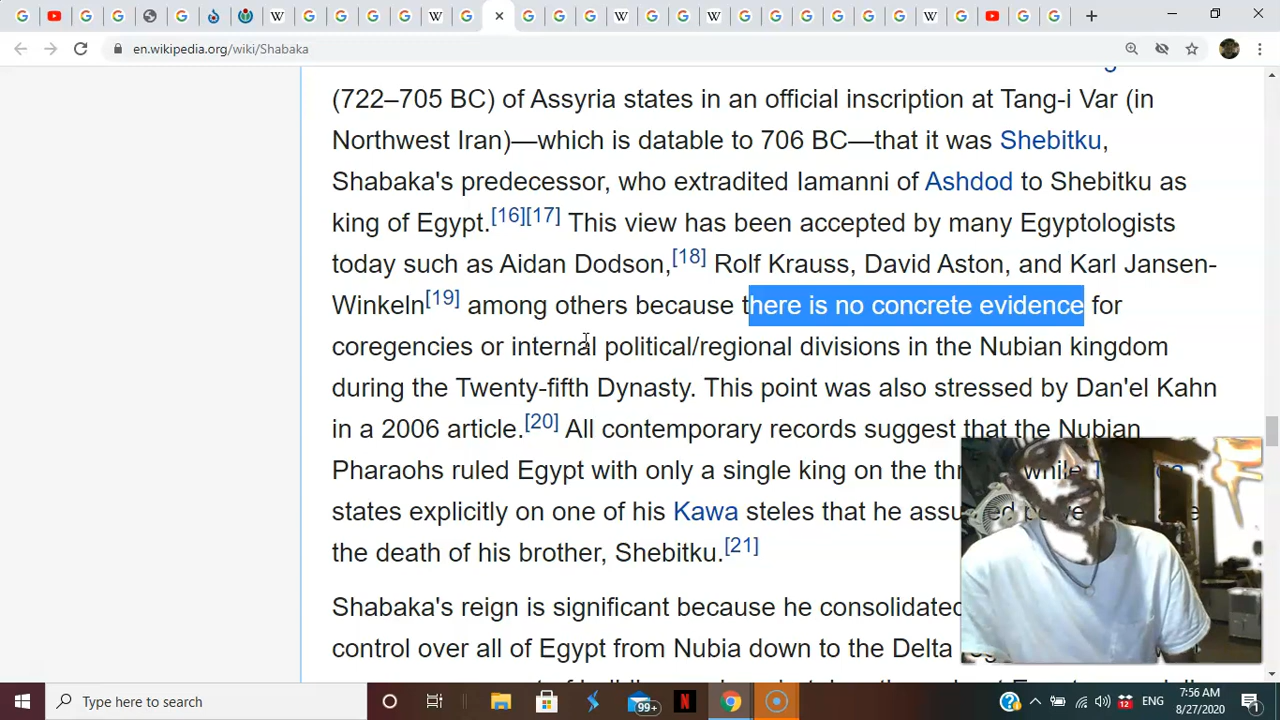 en.wikipedia.org/wiki/Shabaka
(722–705 BC) of Assyria states in an official inscription at Tang-i Var (in
Northwest Iran)—which is datable to 706 BC—that it was Shebitku,
Shabaka's predecessor, who extradited Iamanni of Ashdod to Shebitku as
king of Egypt.[16][17] This view has been accepted by many Egyptologists
today such as Aidan Dodson,[18] Rolf Krauss, David Aston, and Karl Jansen-
Winkeln[19] among others because there is no concrete evidence for
coregencies or internal political/regional divisions in the Nubian kingdom
during the Twenty-fifth Dynasty. This point was also stressed by Dan'el Kahn
in a 2006 article.[20] All contemporary records suggest that the Nubian
Pharaohs ruled Egypt with only a single king on the while
states explicitly on one of his Kawa steles that he
the death of his brother, Shebitku.[21]
Shabaka's reign is significant because he consolidated
control over all of Egypt from Nubia down to the Delta
Type here to search
99+
12
ENG
7:56 AM
8/27/2020
1